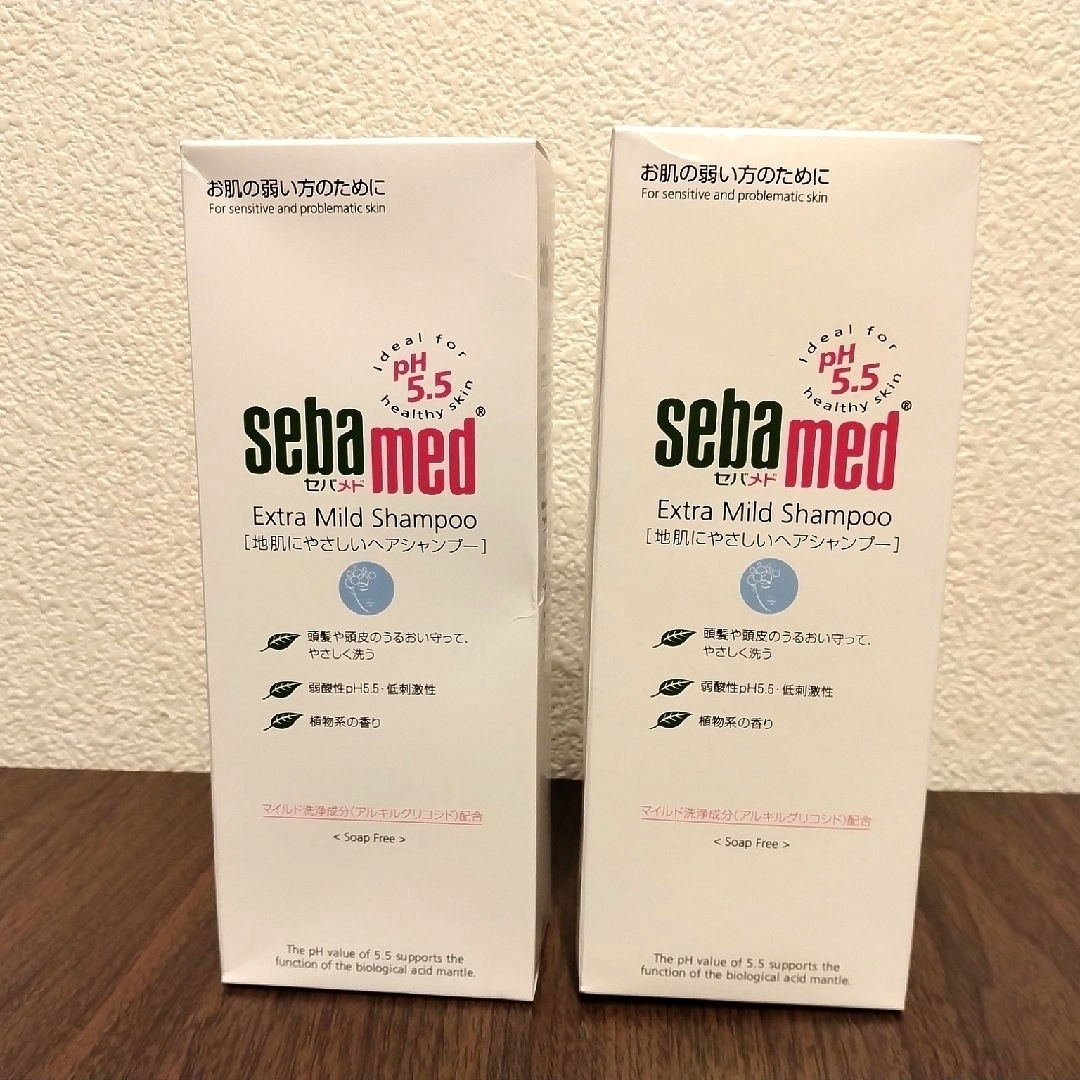 お肌の弱い方のために
For sensitive and problematic skin
Ideal for
pH
5.5
healthy skin
sebamed®
セバメド
Extra Mild Shampoo
[地肌にやさしいヘアシャンプー]
頭髪や頭皮のうるおい守って、
やさしく洗う
弱酸性pH5.5・低刺激性
植物系の香り
マイルド洗浄成分(アルキルグリコシド)配合
< Soap Free >
The pH value of 5.5 supports the
function of the biological acid mantle.
お肌の弱い方のために
For sensitive and problematic skin
Ideal for
pH
5.5
healthy skin
sebamed®
セバメド
Extra Mild Shampoo
[地肌にやさしいヘアシャンプー]
頭髪や頭皮のうるおい守って、
やさしく洗う
弱酸性pH5.5・低刺激性
植物系の香り
マイルド洗浄成分(アルキルグリコシド)配合
< Soap Free >
The pH value of 5.5 supports the
function of the biological acid mantle.